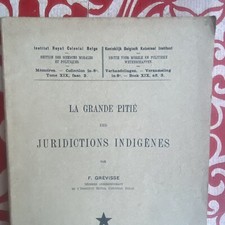 Institut Royal Colonial Belge
SECTION DES SCIENCES MORALES
ET POLITIQUES
Mémoires. — Collection in-8°
Tome XIX, fasc. 3.
Koninklijk Belgisch Koloniaal Instituut
SECTIE VOOR MORELE EN POLITIEKE
WETENSCHAPPEN
Verhandelingen. — Verzameling
in-8° — Boek XIX, afl. 3.
LA GRANDE PITIÉ
DES
JURIDICTIONS INDIGÈNES
PAR
F. GREVISSE